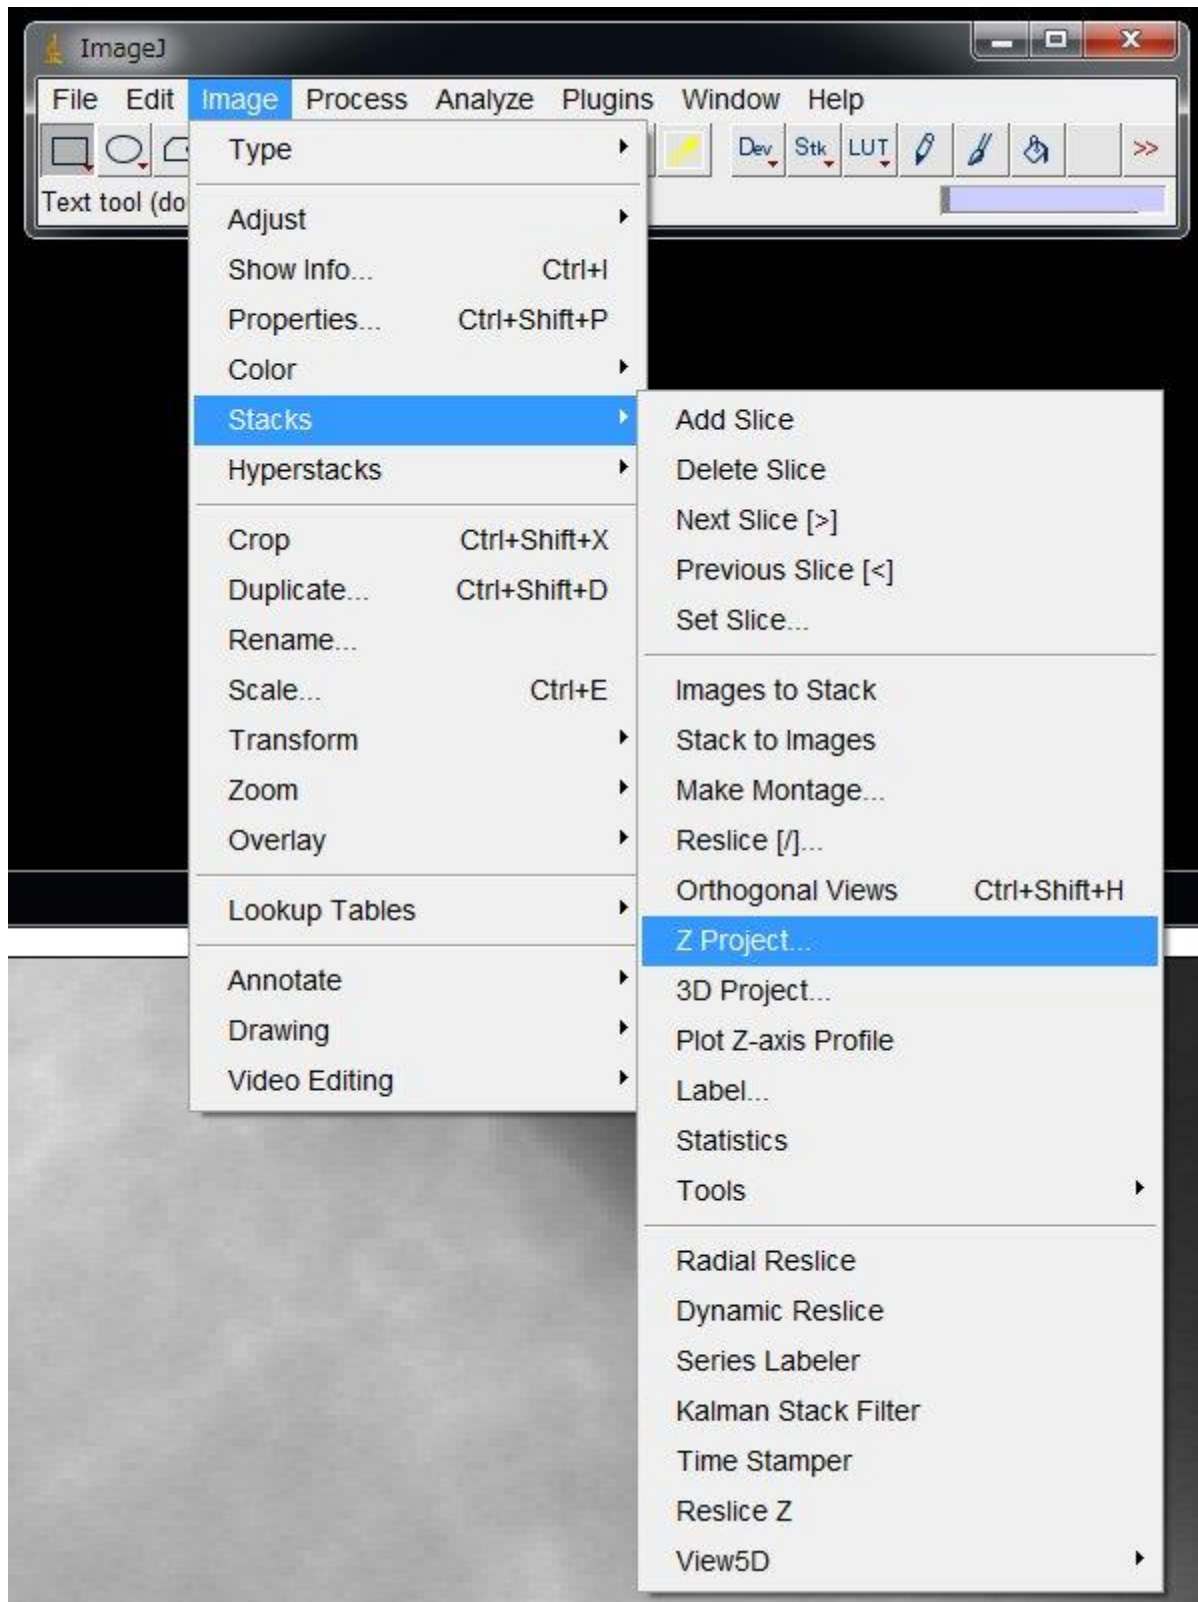 ImageJ
File Edit Image Process Analyze Plugins Window Help
Dev Stk LUT >>
Text tool (do
Type
Adjust
Show Info... Ctrl+I
Properties... Ctrl+Shift+P
Color
Stacks
Hyperstacks
Crop Ctrl+Shift+X
Duplicate... Ctrl+Shift+D
Rename...
Scale... Ctrl+E
Transform
Zoom
Overlay
Lookup Tables
Annotate
Drawing
Video Editing
Add Slice
Delete Slice
Next Slice [>]
Previous Slice [<]
Set Slice...
Images to Stack
Stack to Images
Make Montage...
Reslice [/]...
Orthogonal Views Ctrl+Shift+H
Z Project...
3D Project...
Plot Z-axis Profile
Label...
Statistics
Tools
Radial Reslice
Dynamic Reslice
Series Labeler
Kalman Stack Filter
Time Stamper
Reslice Z
View5D